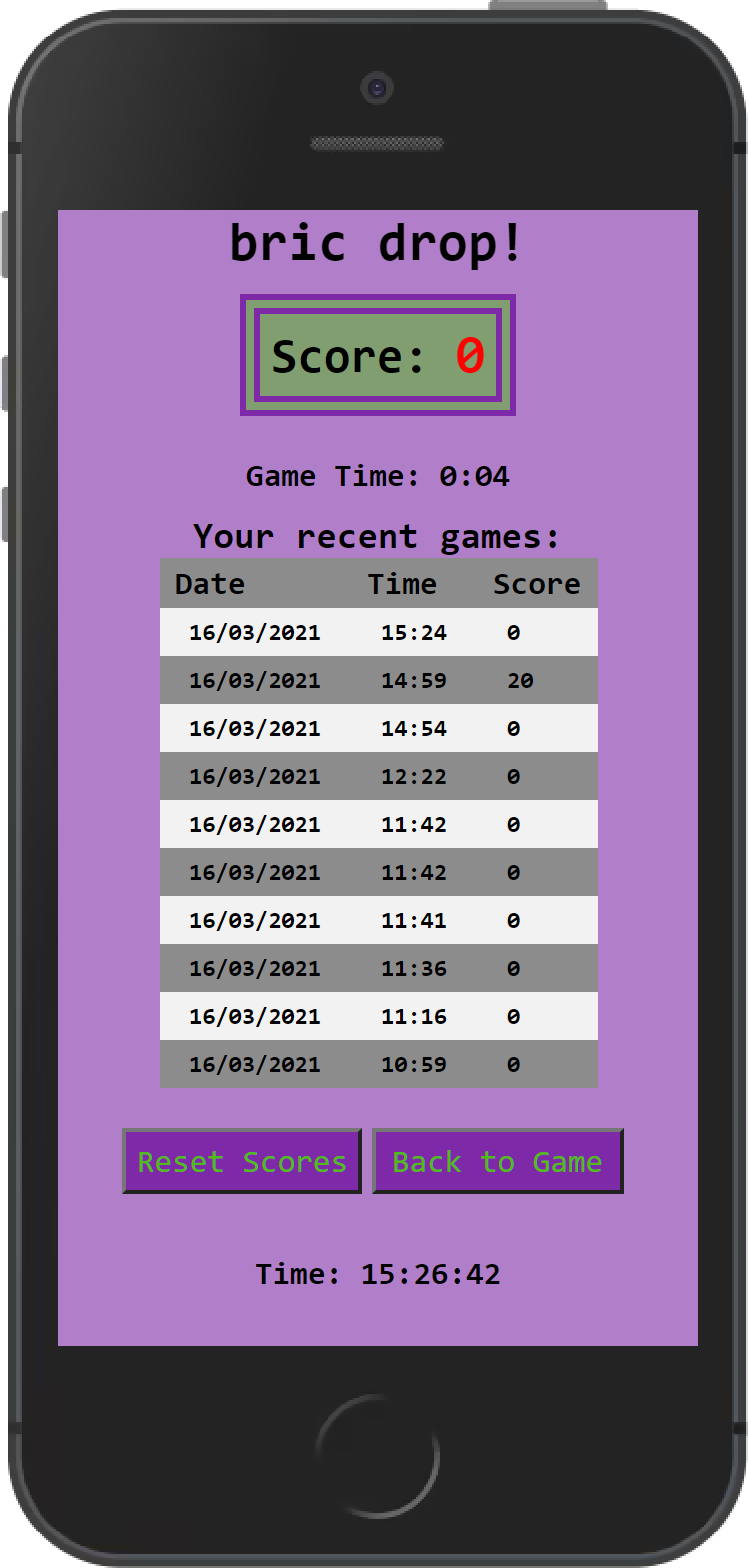 bric drop!
Score: 0
Game Time: 0:04
Your recent games:
Date Time Score
16/03/2021 15:24 0
16/03/2021 14:59 20
16/03/2021 14:54 0
16/03/2021 12:22 0
16/03/2021 11:42 0
16/03/2021 11:42 0
16/03/2021 11:41 0
16/03/2021 11:36 0
16/03/2021 11:16 0
16/03/2021 10:59 0
Reset Scores Back to Game
Time: 15:26:42